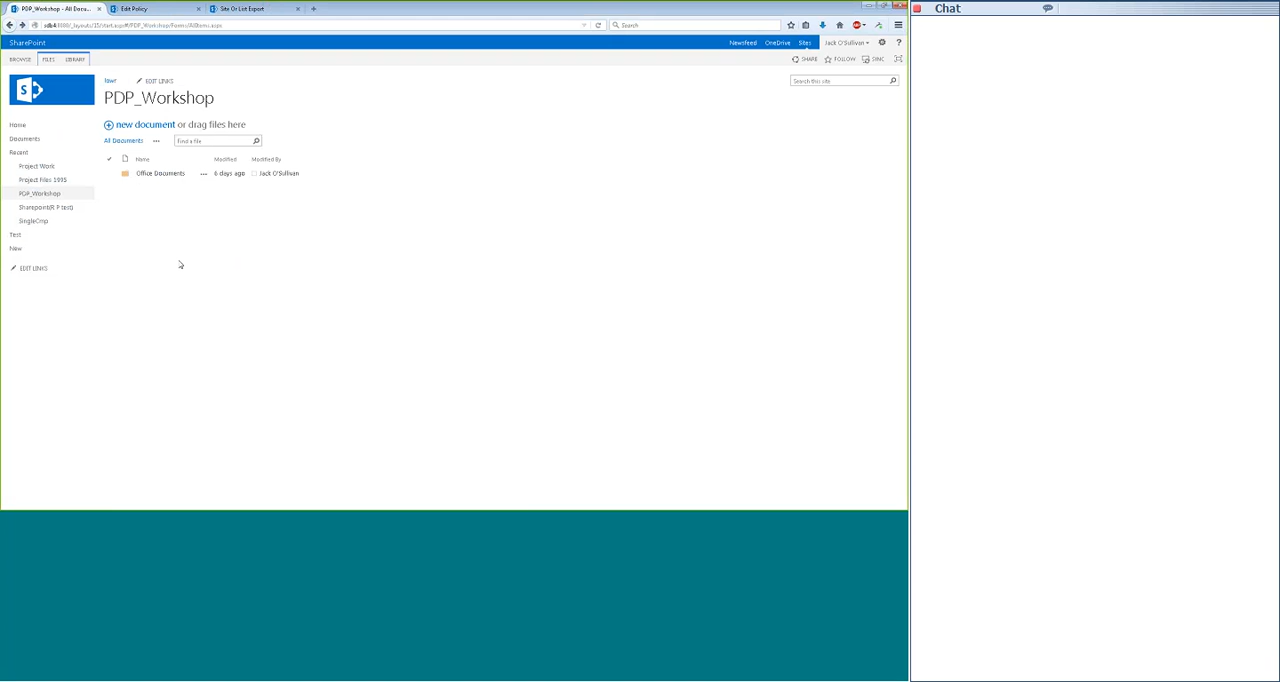 PDP_Workshop - All Docu... Edit Policy Site Or List Export
Search
SharePoint Newsfeed OneDrive Sites Jack O'Sullivan ?
BROWSE FILES LIBRARY SHARE FOLLOW SYNC
EDIT LINKS Search this site
PDP_Workshop
Home
Documents
Recent
Project Work
Project Files 1995
PDP_Workshop
Sharepoint(R P test)
SingleCmp
Test
New
EDIT LINKS
new document or drag files here
All Documents ... Find a file
Name Modified Modified By
Office Documents ... 6 days ago Jack O'Sullivan
Chat